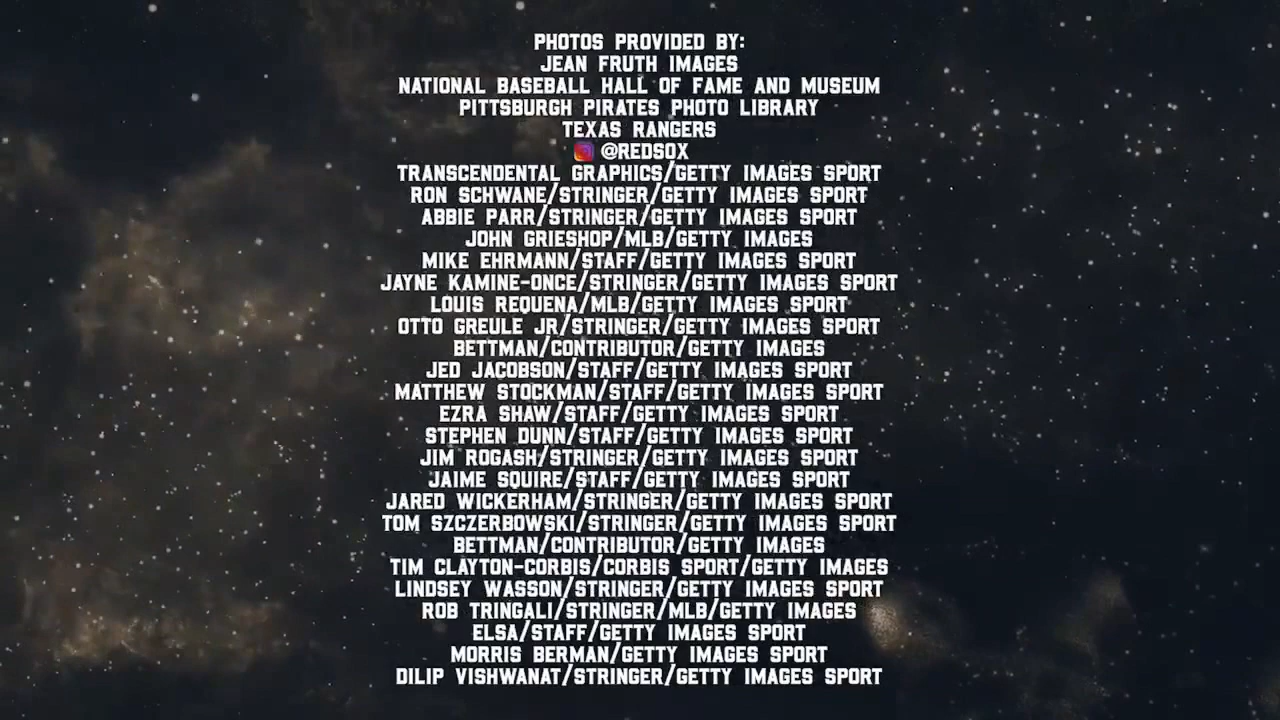 PHOTOS PROVIDED BY:
JEAN FRUTH IMAGES
NATIONAL BASEBALL HALL OF FAME AND MUSEUM
PITTSBURGH PIRATES PHOTO LIBRARY
TEXAS RANGERS
@REDSOX
TRANSCENDENTAL GRAPHICS/GETTY IMAGES SPORT
RON SCHWANE/STRINGER/GETTY IMAGES SPORT
ABBIE PARR/STRINGER/GETTY IMAGES SPORT
JOHN GRIESHOP/MLB/GETTY IMAGES
MIKE EHRMANN/STAFF/GETTY IMAGES SPORT
JAYNE KAMINE-ONCE/STRINGER/GETTY IMAGES SPORT
LOUIS REQUENA/MLB/GETTY IMAGES SPORT
OTTO GREULE JR/STRINGER/GETTY IMAGES SPORT
BETTMAN/CONTRIBUTOR/GETTY IMAGES
JED JACOBSON/STAFF/GETTY IMAGES SPORT
MATTHEW STOCKMAN/STAFF/GETTY IMAGES SPORT
EZRA SHAW/STAFF/GETTY IMAGES SPORT
STEPHEN DUNN/STAFF/GETTY IMAGES SPORT
JIM ROGASH/STRINGER/GETTY IMAGES SPORT
JAIME SQUIRE/STAFF/GETTY IMAGES SPORT
JARED WICKERHAM/STRINGER/GETTY IMAGES SPORT
TOM SZCZERBOWSKI/STRINGER/GETTY IMAGES SPORT
BETTMAN/CONTRIBUTOR/GETTY IMAGES
TIM CLAYTON-CORBIS/CORBIS SPORT/GETTY IMAGES
LINDSEY WASSON/STRINGER/GETTY IMAGES SPORT
ROB TRINGALI/STRINGER/MLB/GETTY IMAGES
ELSA/STAFF/GETTY IMAGES SPORT
MORRIS BERMAN/GETTY IMAGES SPORT
DILIP VISHWANAT/STRINGER/GETTY IMAGES SPORT